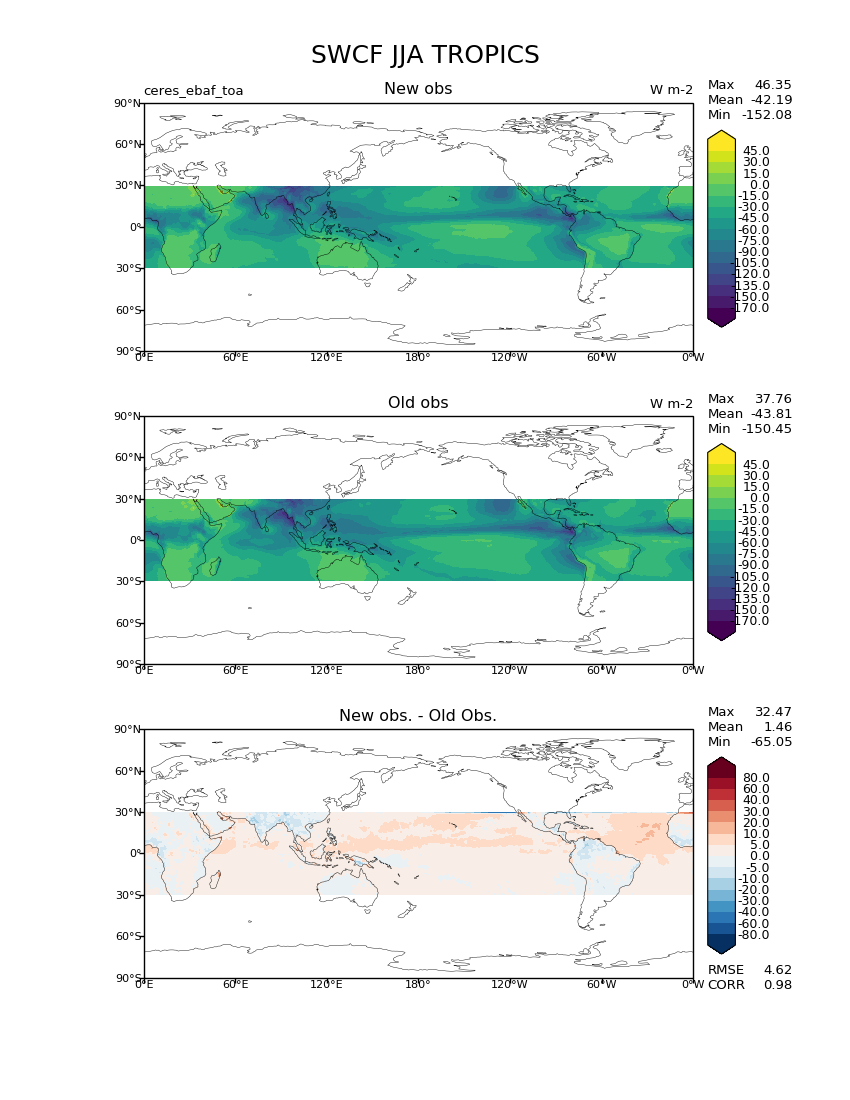 SWCF JJA TROPICS
ceres_ebaf_toa New obs W m-2
Max 46.35
Mean -42.19
Min -152.08
90°N
60°N
30°N
0°
30°S
60°S
90°S
0°E 60°E 120°E 180° 120°W 60°W 0°W
45.0
30.0
15.0
0.0
-15.0
-30.0
-45.0
-60.0
-75.0
-90.0
-105.0
-120.0
-135.0
-150.0
-170.0
Old obs W m-2
Max 37.76
Mean -43.81
Min -150.45
90°N
60°N
30°N
0°
30°S
60°S
90°S
0°E 60°E 120°E 180° 120°W 60°W 0°W
45.0
30.0
15.0
0.0
-15.0
-30.0
-45.0
-60.0
-75.0
-90.0
-105.0
-120.0
-135.0
-150.0
-170.0
New obs. - Old Obs.
Max 32.47
Mean 1.46
Min -65.05
90°N
60°N
30°N
0°
30°S
60°S
90°S
0°E 60°E 120°E 180° 120°W 60°W 0°W
80.0
60.0
40.0
30.0
20.0
10.0
5.0
0.0
-5.0
-10.0
-20.0
-30.0
-40.0
-60.0
-80.0
RMSE 4.62
CORR 0.98